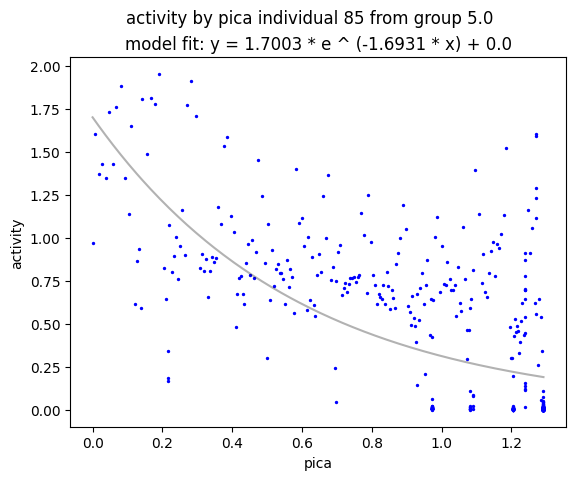 activity by pica individual 85 from group 5.0
model fit: y = 1.7003 * e ^ (-1.6931 * x) + 0.0
2.00
1.75
1.50
1.25
1.00
0.75
0.50
0.25
0.00
activity
0.0 0.2 0.4 0.6 0.8 1.0 1.2
pica